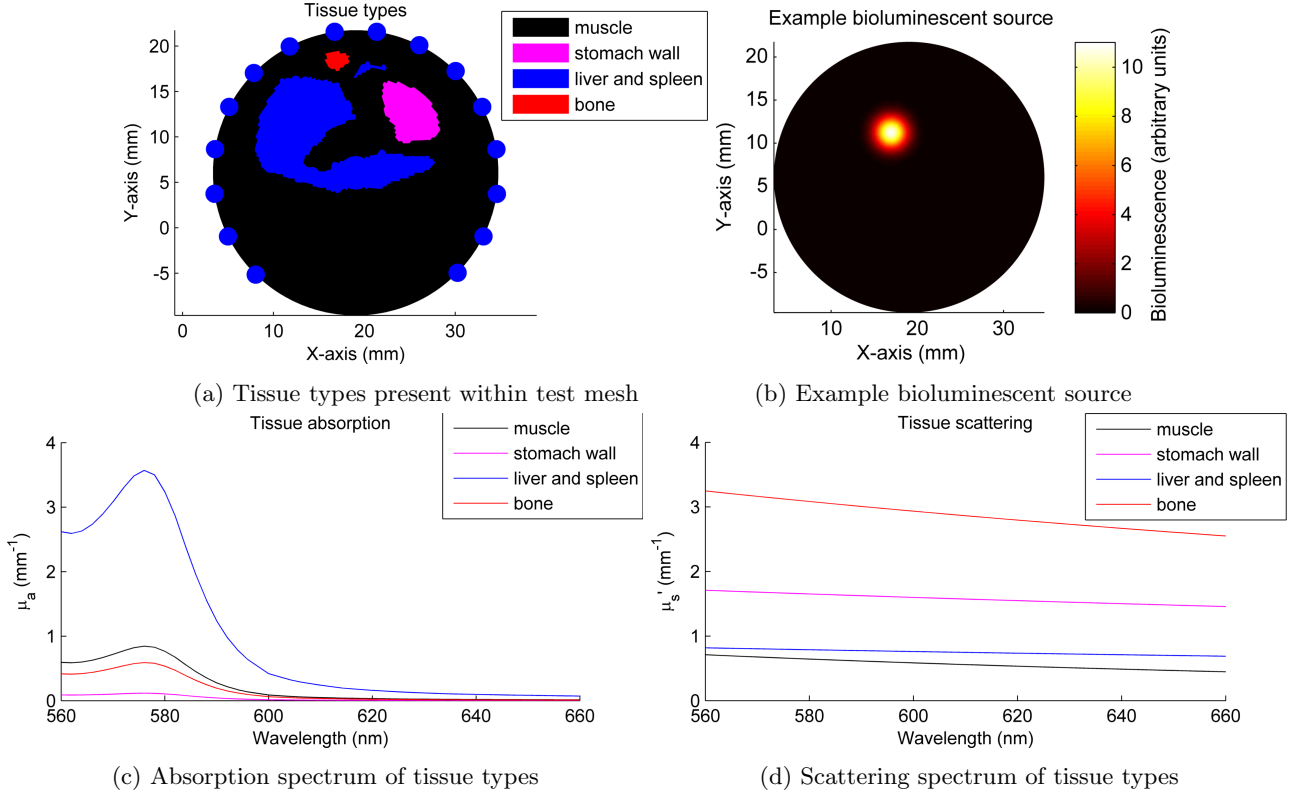 Tissue types
muscle
stomach wall
liver and spleen
bone
20
15
10
5
0
-5
Y-axis (mm)
0 10 20 30
X-axis (mm)
(a) Tissue types present within test mesh
Example bioluminescent source
20
15
10
5
0
-5
Y-axis (mm)
10 20 30
X-axis (mm)
10
8
6
4
2
0
Bioluminescence (arbitrary units)
(b) Example bioluminescent source
Tissue absorption
muscle
stomach wall
liver and spleen
bone
4
3
2
1
0
μa (mm-1)
560 580 600 620 640 660
Wavelength (nm)
(c) Absorption spectrum of tissue types
Tissue scattering
muscle
stomach wall
liver and spleen
bone
4
3
2
1
0
μs' (mm-1)
560 580 600 620 640 660
Wavelength (nm)
(d) Scattering spectrum of tissue types